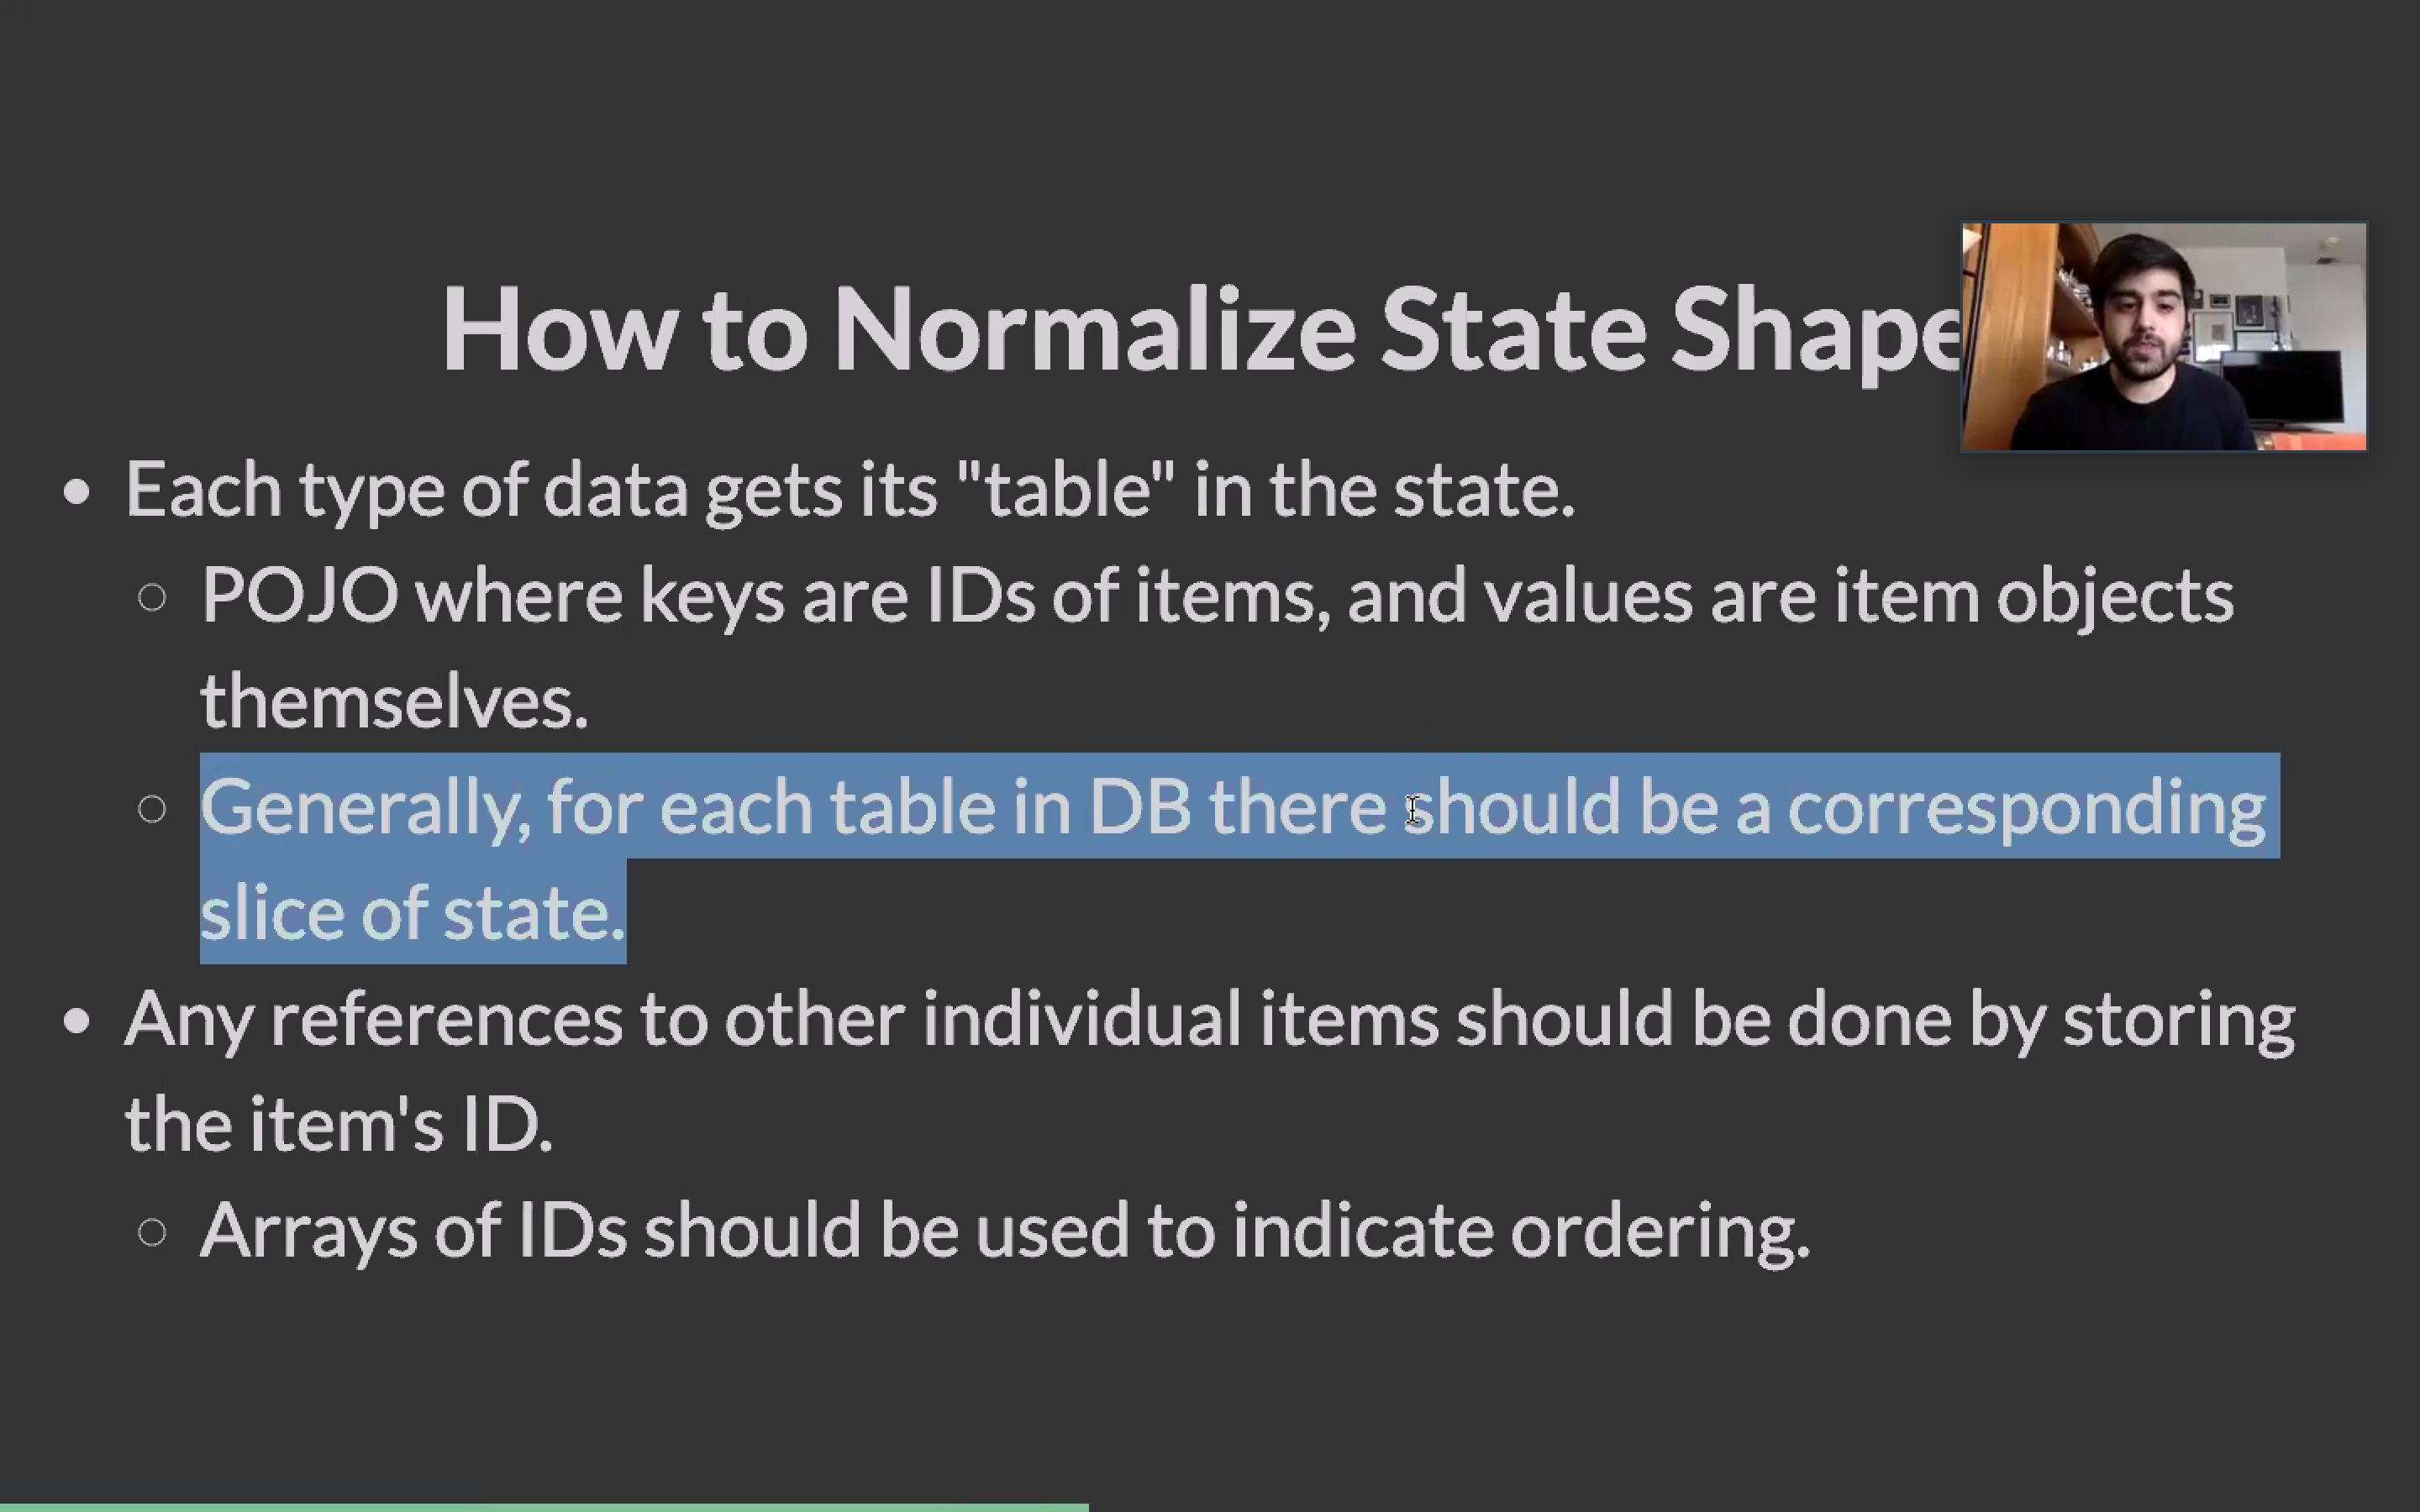 How to Normalize State Shape
Each type of data gets its "table" in the state.
POJO where keys are IDs of items, and values are item objects
themselves.
Generally, for each table in DB there should be a corresponding
slice of state.
Any references to other individual items should be done by storing
the item's ID.
Arrays of IDs should be used to indicate ordering.